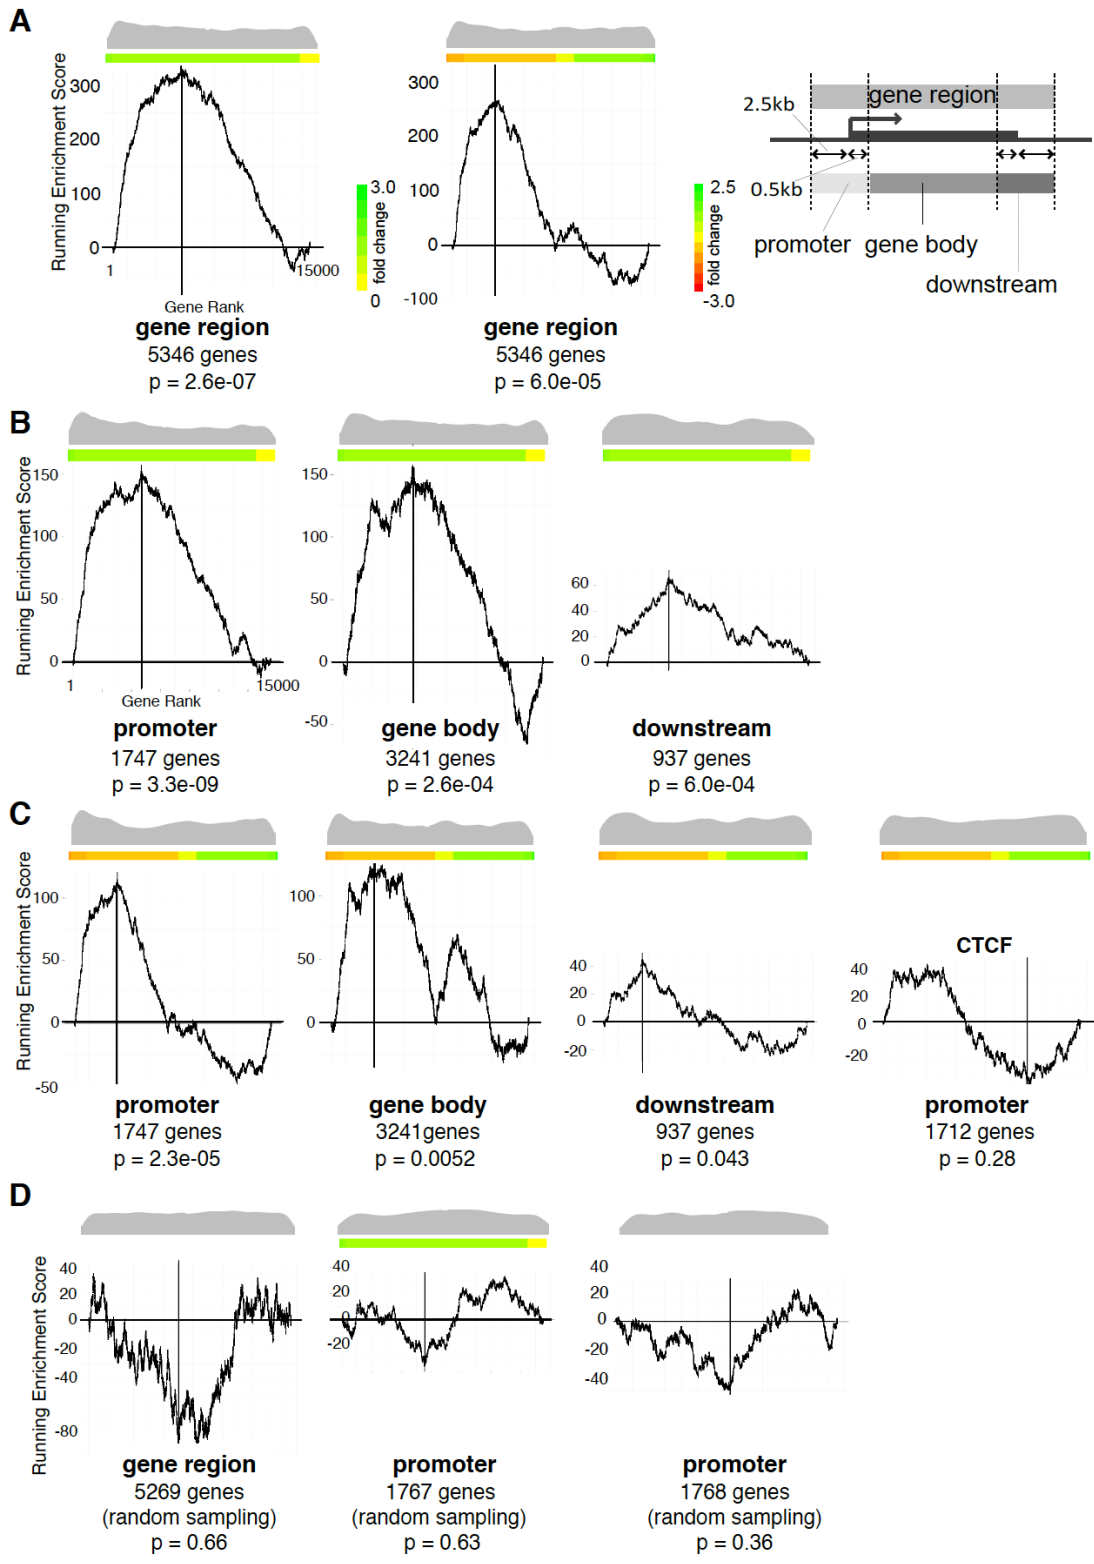 A
Running Enrichment Score
300
200
100
0
1
15000
Gene Rank
gene region
5346 genes
p = 2.6e-07
3.0
fold change
0
300
200
100
0
-100
gene region
5346 genes
p = 6.0e-05
2.5
fold change
-3.0
gene region
2.5kb
0.5kb
promoter
gene body
downstream
B
Running Enrichment Score
150
100
50
0
1
15000
Gene Rank
promoter
1747 genes
p = 3.3e-09
150
100
50
0
-50
gene body
3241 genes
p = 2.6e-04
60
40
20
0
downstream
937 genes
p = 6.0e-04
C
Running Enrichment Score
100
50
0
-50
promoter
1747 genes
p = 2.3e-05
100
50
0
gene body
3241genes
p = 0.0052
40
20
0
-20
downstream
937 genes
p = 0.043
CTCF
40
20
0
-20
promoter
1712 genes
p = 0.28
D
Running Enrichment Score
40
20
0
-20
-40
-80
gene region
5269 genes
(random sampling)
p = 0.66
40
20
0
-20
promoter
1767 genes
(random sampling)
p = 0.63
40
20
0
-20
-40
promoter
1768 genes
(random sampling)
p = 0.36